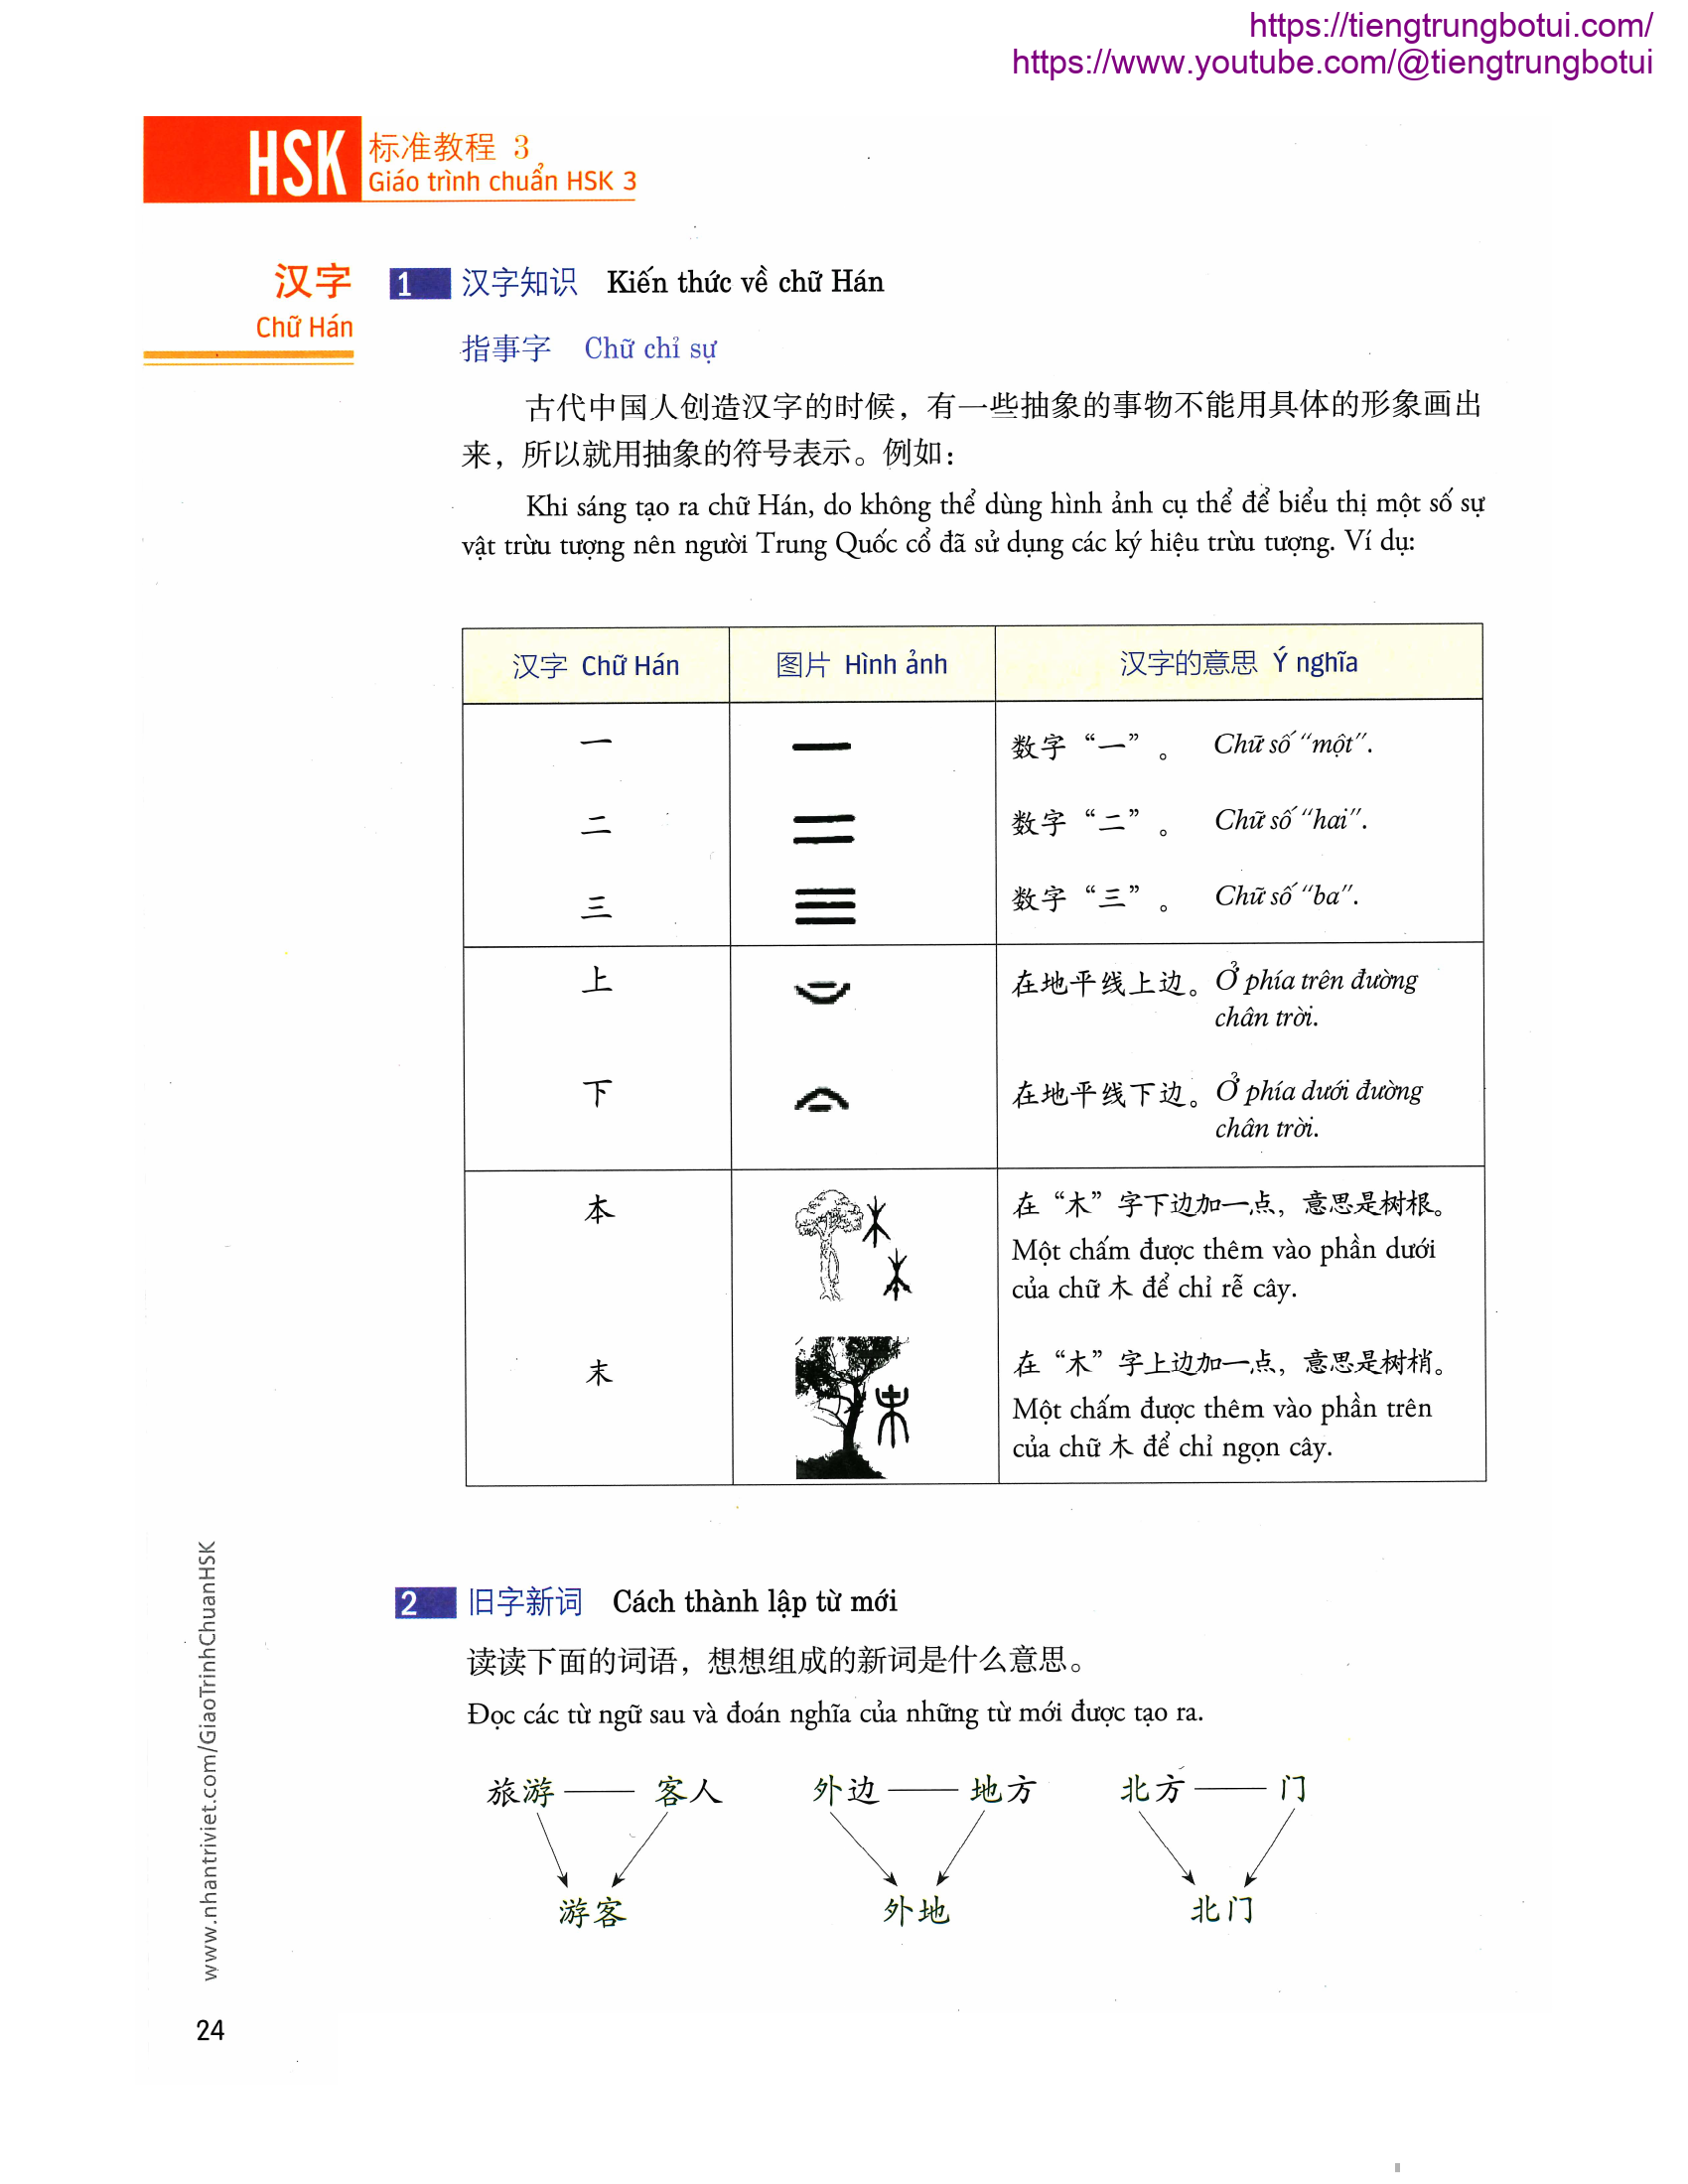 https://tiengtrungbotui.com/
https://www.youtube.com/@tiengtrungbotui
HSK
标准教程 3
Giáo trình chuẩn HSK 3
汉字
Chữ Hán
1 汉字知识 Kiến thức về chữ Hán
指事字 Chữ chỉ sự
古代中国人创造汉字的时候，有一些抽象的事物不能用具体的形象画出
来，所以就用抽象的符号表示。例如：
Khi sáng tạo ra chữ Hán, do không thể dùng hình ảnh cụ thể để biểu thị một số sự
vật trừu tượng nên người Trung Quốc cổ đã sử dụng các ký hiệu trừu tượng. Ví dụ:
汉字 Chữ Hán 图片 Hình ảnh 汉字的意思 Ý nghĩa
一 数字“一”。 Chữ số “một”.
二 数字“二”。 Chữ số “hai”.
三 数字“三”。 Chữ số “ba”.
上 在地平线上边。 Ở phía trên đường
chân trời.
下 在地平线下边。 Ở phía dưới đường
chân trời.
本 在“木”字下边加一点，意思是树根。
Một chấm được thêm vào phần dưới
của chữ 木 để chỉ rễ cây.
末 在“木”字上边加一点，意思是树梢。
Một chấm được thêm vào phần trên
của chữ 木 để chỉ ngọn cây.
2 旧字新词 Cách thành lập từ mới
读读下面的词语，想想组成的新词是什么意思。
Đọc các từ ngữ sau và đoán nghĩa của những từ mới được tạo ra.
旅游 客人 外边 地方 北方 门
游客 外地 北门
www.nhantriviet.com/GiaoTrinhChuanHSK
24